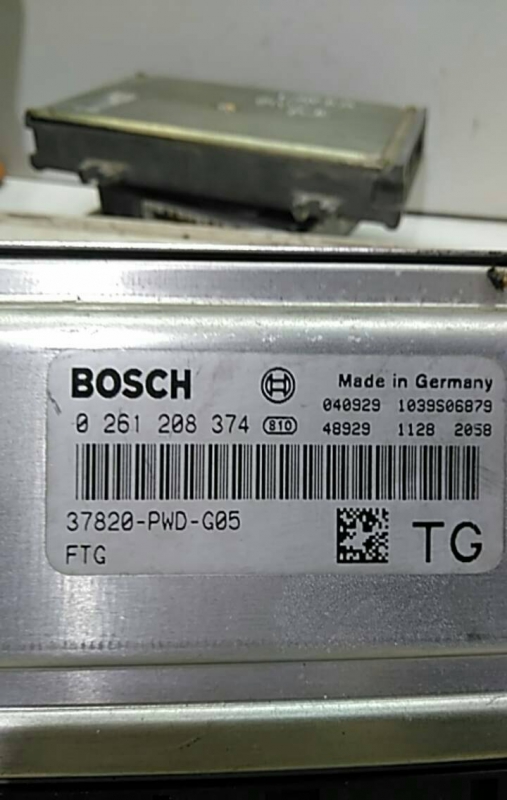 BOSCH
Made in Germany
040929 1039S06879
0 261 208 374 810
48929 1128 2058
37820-PWD-G05
FTG
TG